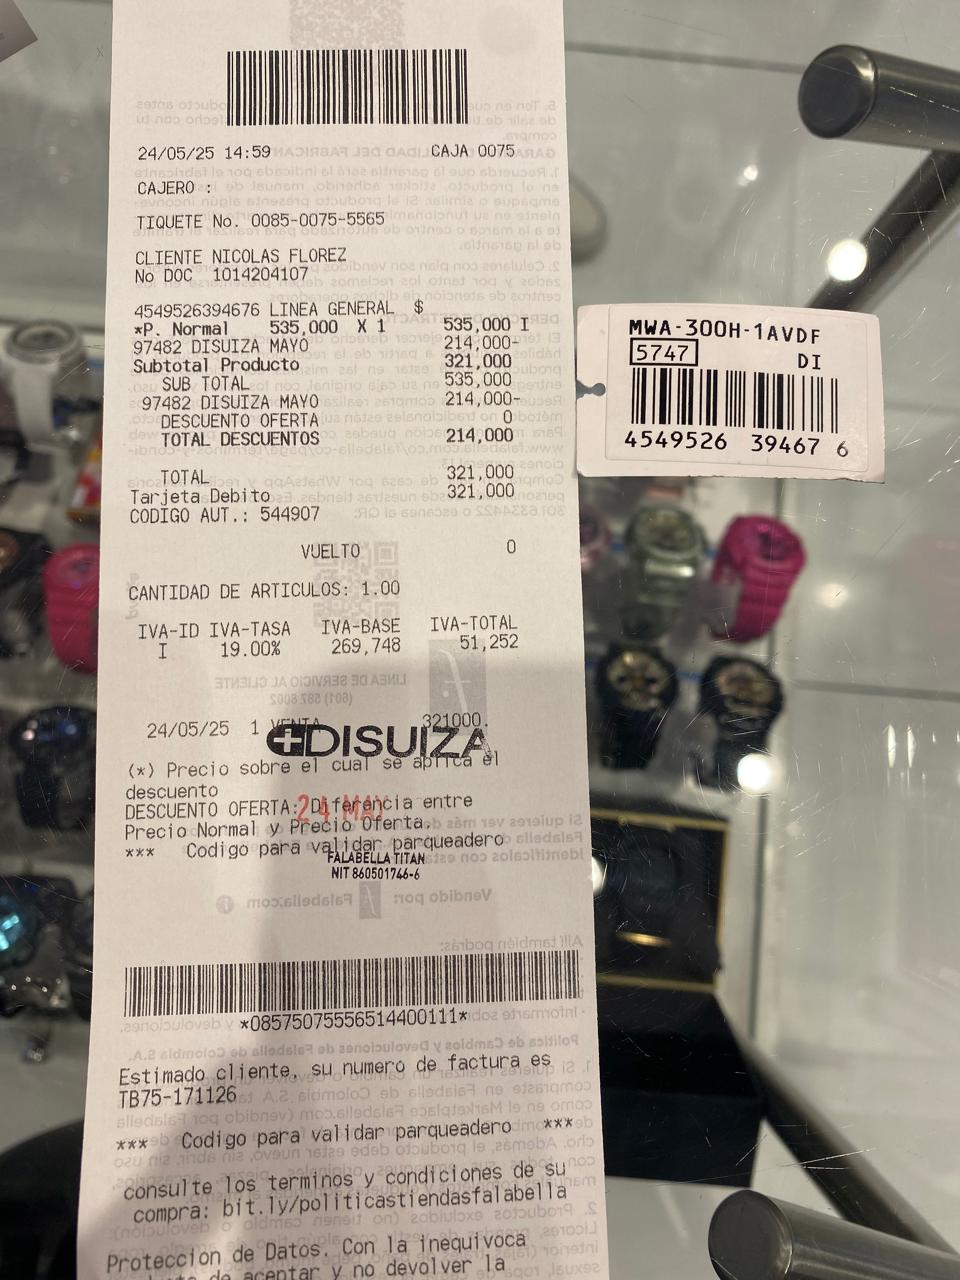 24/05/25 14:59 CAJA 0075
CAJERO :
TIQUETE No. 0085-0075-5565
CLIENTE NICOLAS FLOREZ
No DOC 1014204107
4549526394676 LINEA GENERAL $
*P. Normal 535,000 X 1 535,000 I
97482 DISUIZA MAYO 214,000-
Subtotal Producto 321,000
SUB TOTAL 535,000
97482 DISUIZA MAYO 214,000-
DESCUENTO OFERTA 0
TOTAL DESCUENTOS 214,000
TOTAL 321,000
Tarjeta Debito 321,000
CODIGO AUT.: 544907
VUELTO 0
CANTIDAD DE ARTICULOS: 1.00
IVA-ID IVA-TASA IVA-BASE IVA-TOTAL
I 19.00% 269,748 51,252
24/05/25 1 VENTA 321000.
DISUIZA
(*) Precio sobre el cual se aplica el
descuento
24 MAY
DESCUENTO OFERTA: Diferencia entre
Precio Normal y Precio Oferta.
*** Codigo para validar parqueadero
FALABELLA TITAN
NIT 860501746-6
*08575075556514400111*
Estimado cliente, su numero de factura es
TB75-171126
*** Codigo para validar parqueadero ***
consulte los terminos y condiciones de su
compra: bit.ly/politicastiendasfalabella
Proteccion de Datos. Con la inequivoca
de aceptar y no devolver la
MWA-300H-1AVDF
5747 DI
4549526 39467 6